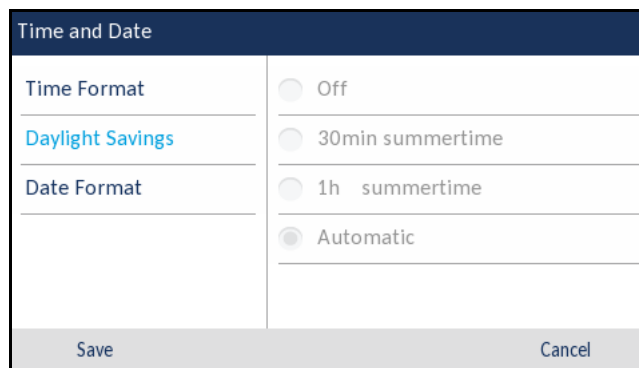 Time and Date
Time Format
Daylight Savings
Date Format
Off
30min summertime
1h summertime
Automatic
Save Cancel